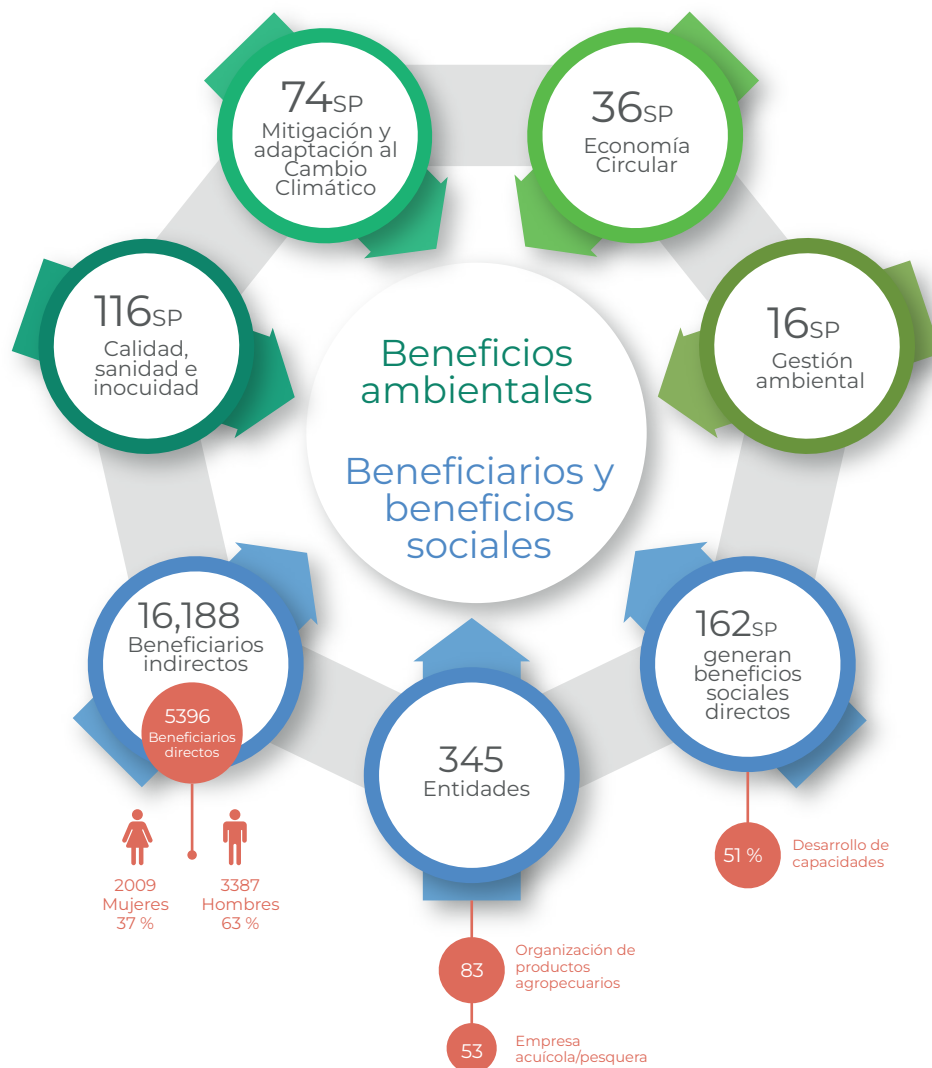 74SP
Mitigación y
adaptación al
Cambio
Climático
36SP
Economía
Circular
116SP
Calidad,
sanidad e
inocuidad
16SP
Gestión
ambiental
Beneficios
ambientales
Beneficiarios y
beneficios
sociales
16,188
Beneficiarios
indirectos
5396
Beneficiarios
directos
2009
Mujeres
37 %
3387
Hombres
63 %
345
Entidades
83
Organización de
productos
agropecuarios
53
Empresa
acuícola/pesquera
162SP
generan
beneficios
sociales
directos
51 %
Desarrollo de
capacidades